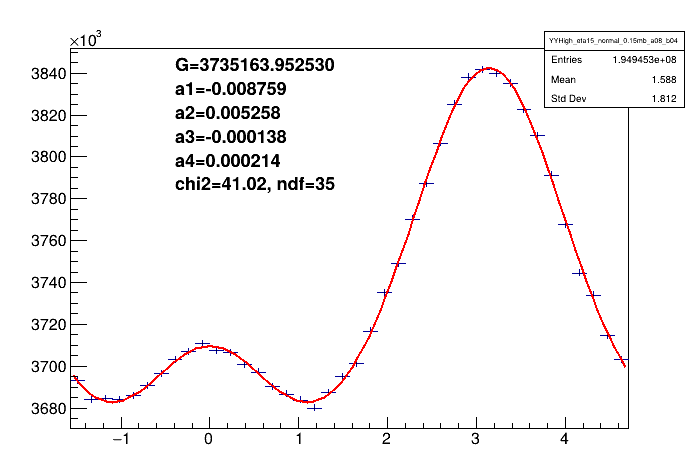 ×10³
YYHigh_eta15_normal_0.15mb_a08_b04
Entries 1.949453e+08
Mean 1.588
Std Dev 1.812
G=3735163.952530
a1=-0.008759
a2=0.005258
a3=-0.000138
a4=0.000214
chi2=41.02, ndf=35
3840
3820
3800
3780
3760
3740
3720
3700
3680
−1 0 1 2 3 4